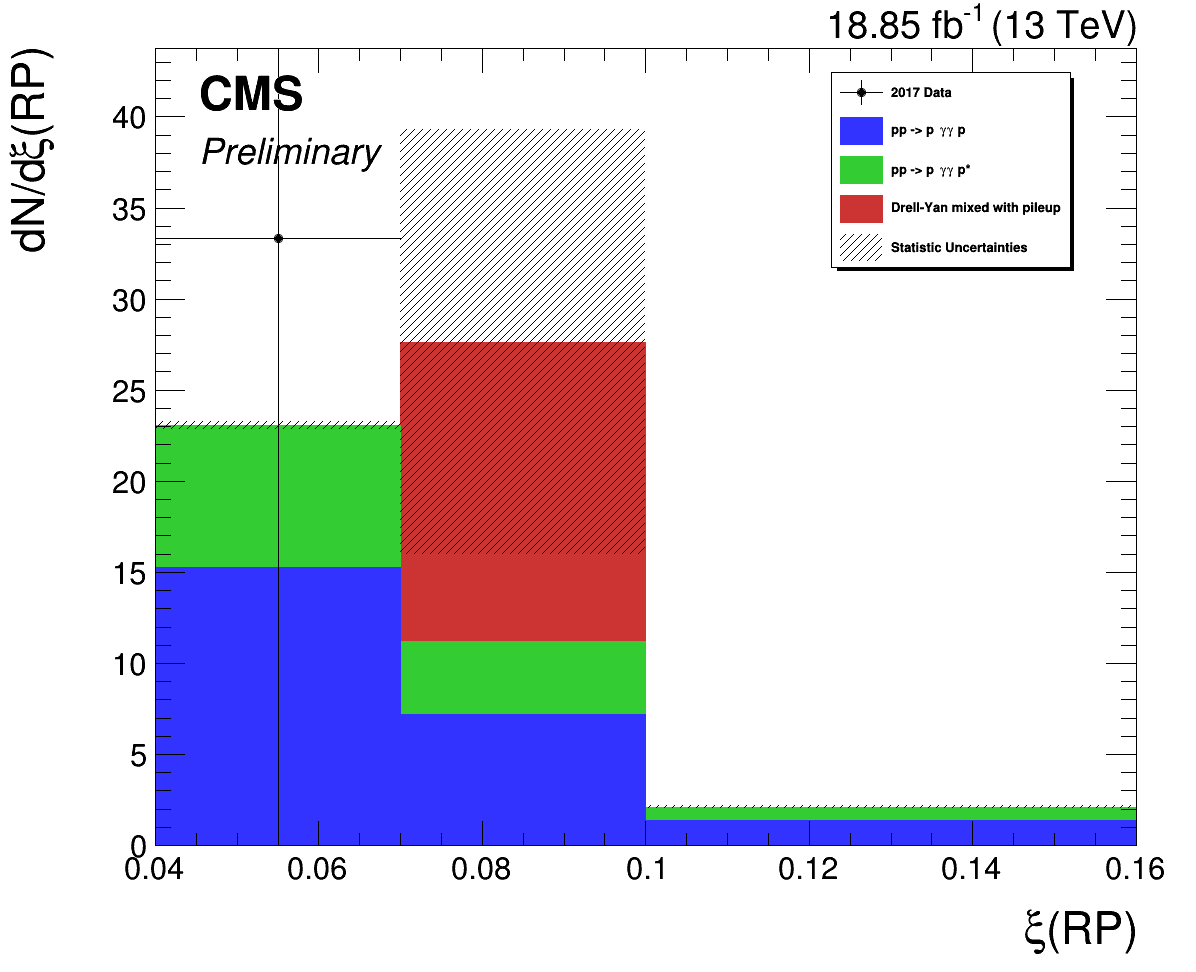 18.85 fb-1 (13 TeV)
dN/dξ(RP)
CMS
Preliminary
2017 Data
pp -> p γγ p
pp -> p γγ p*
Drell-Yan mixed with pileup
Statistic Uncertainties
40
35
30
25
20
15
10
5
0
0.04 0.06 0.08 0.1 0.12 0.14 0.16
ξ(RP)